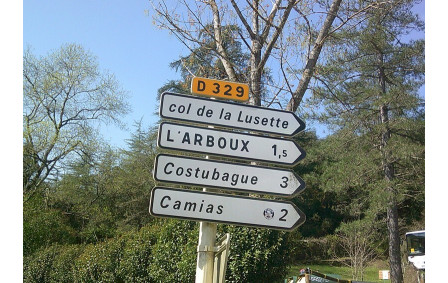 D 329
col de la Lusette
L'ARBOUX 1,5
Costubague 3
Camias 2